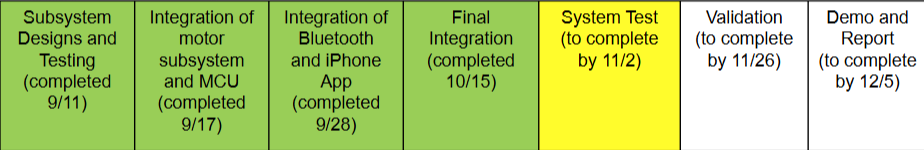 Subsystem
Designs and
Testing
(completed
9/11)
Integration of
motor
subsystem
and MCU
(completed
9/17)
Integration of
Bluetooth
and iPhone
App
(completed
9/28)
Final
Integration
(completed
10/15)
System Test
(to complete
by 11/2)
Validation
(to complete
by 11/26)
Demo and
Report
(to complete
by 12/5)